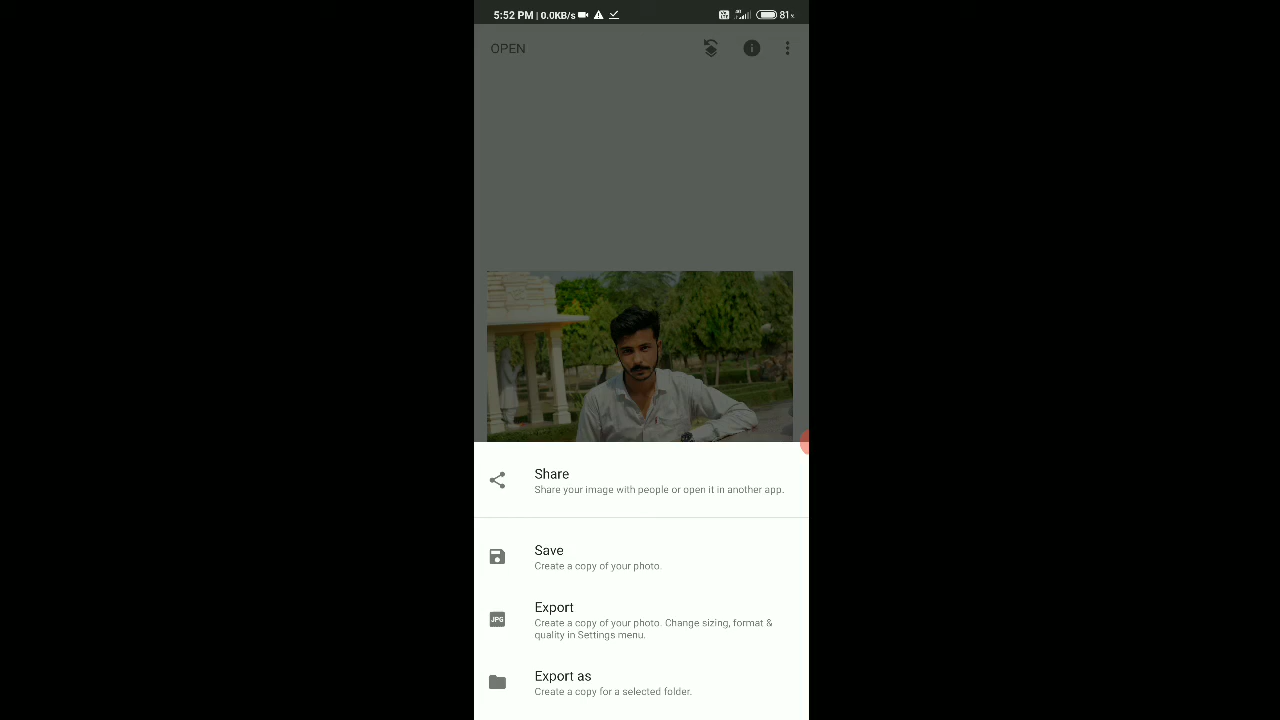 5:52 PM | 0.0KB/s 81%
OPEN
Share
Share your image with people or open it in another app.
Save
Create a copy of your photo.
JPG
Export
Create a copy of your photo. Change sizing, format &
quality in Settings menu.
Export as
Create a copy for a selected folder.